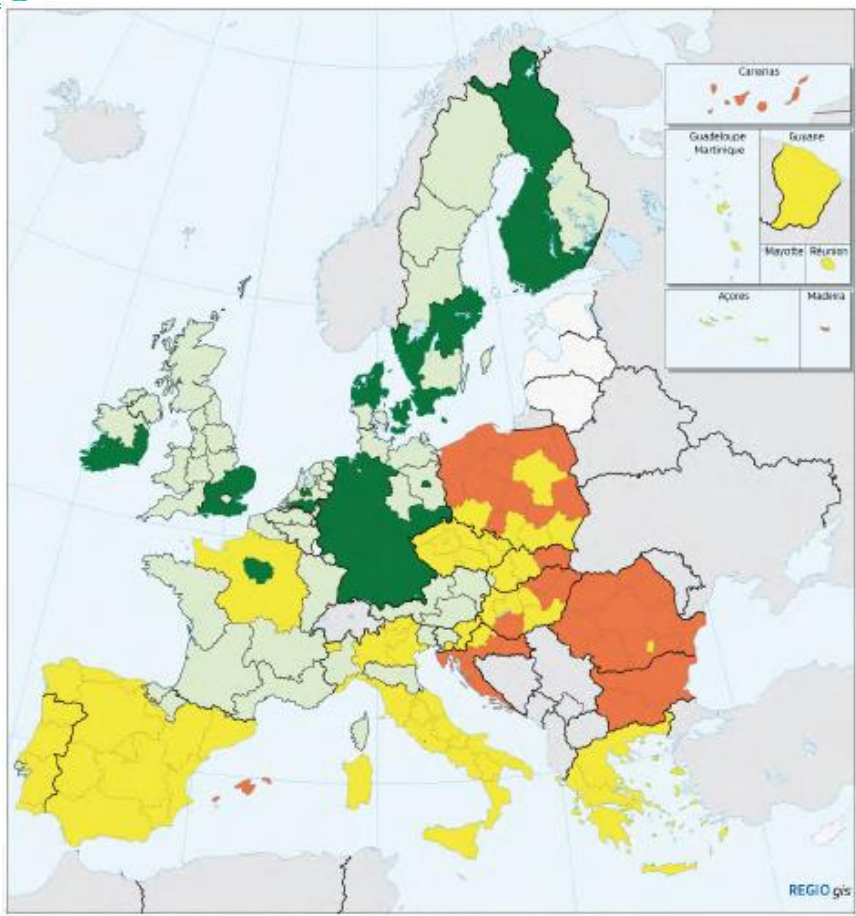 Canarias
Guadeloupe
Martinique
Guyane
Mayotte
Réunion
Açores
Madeira
REGIO gis